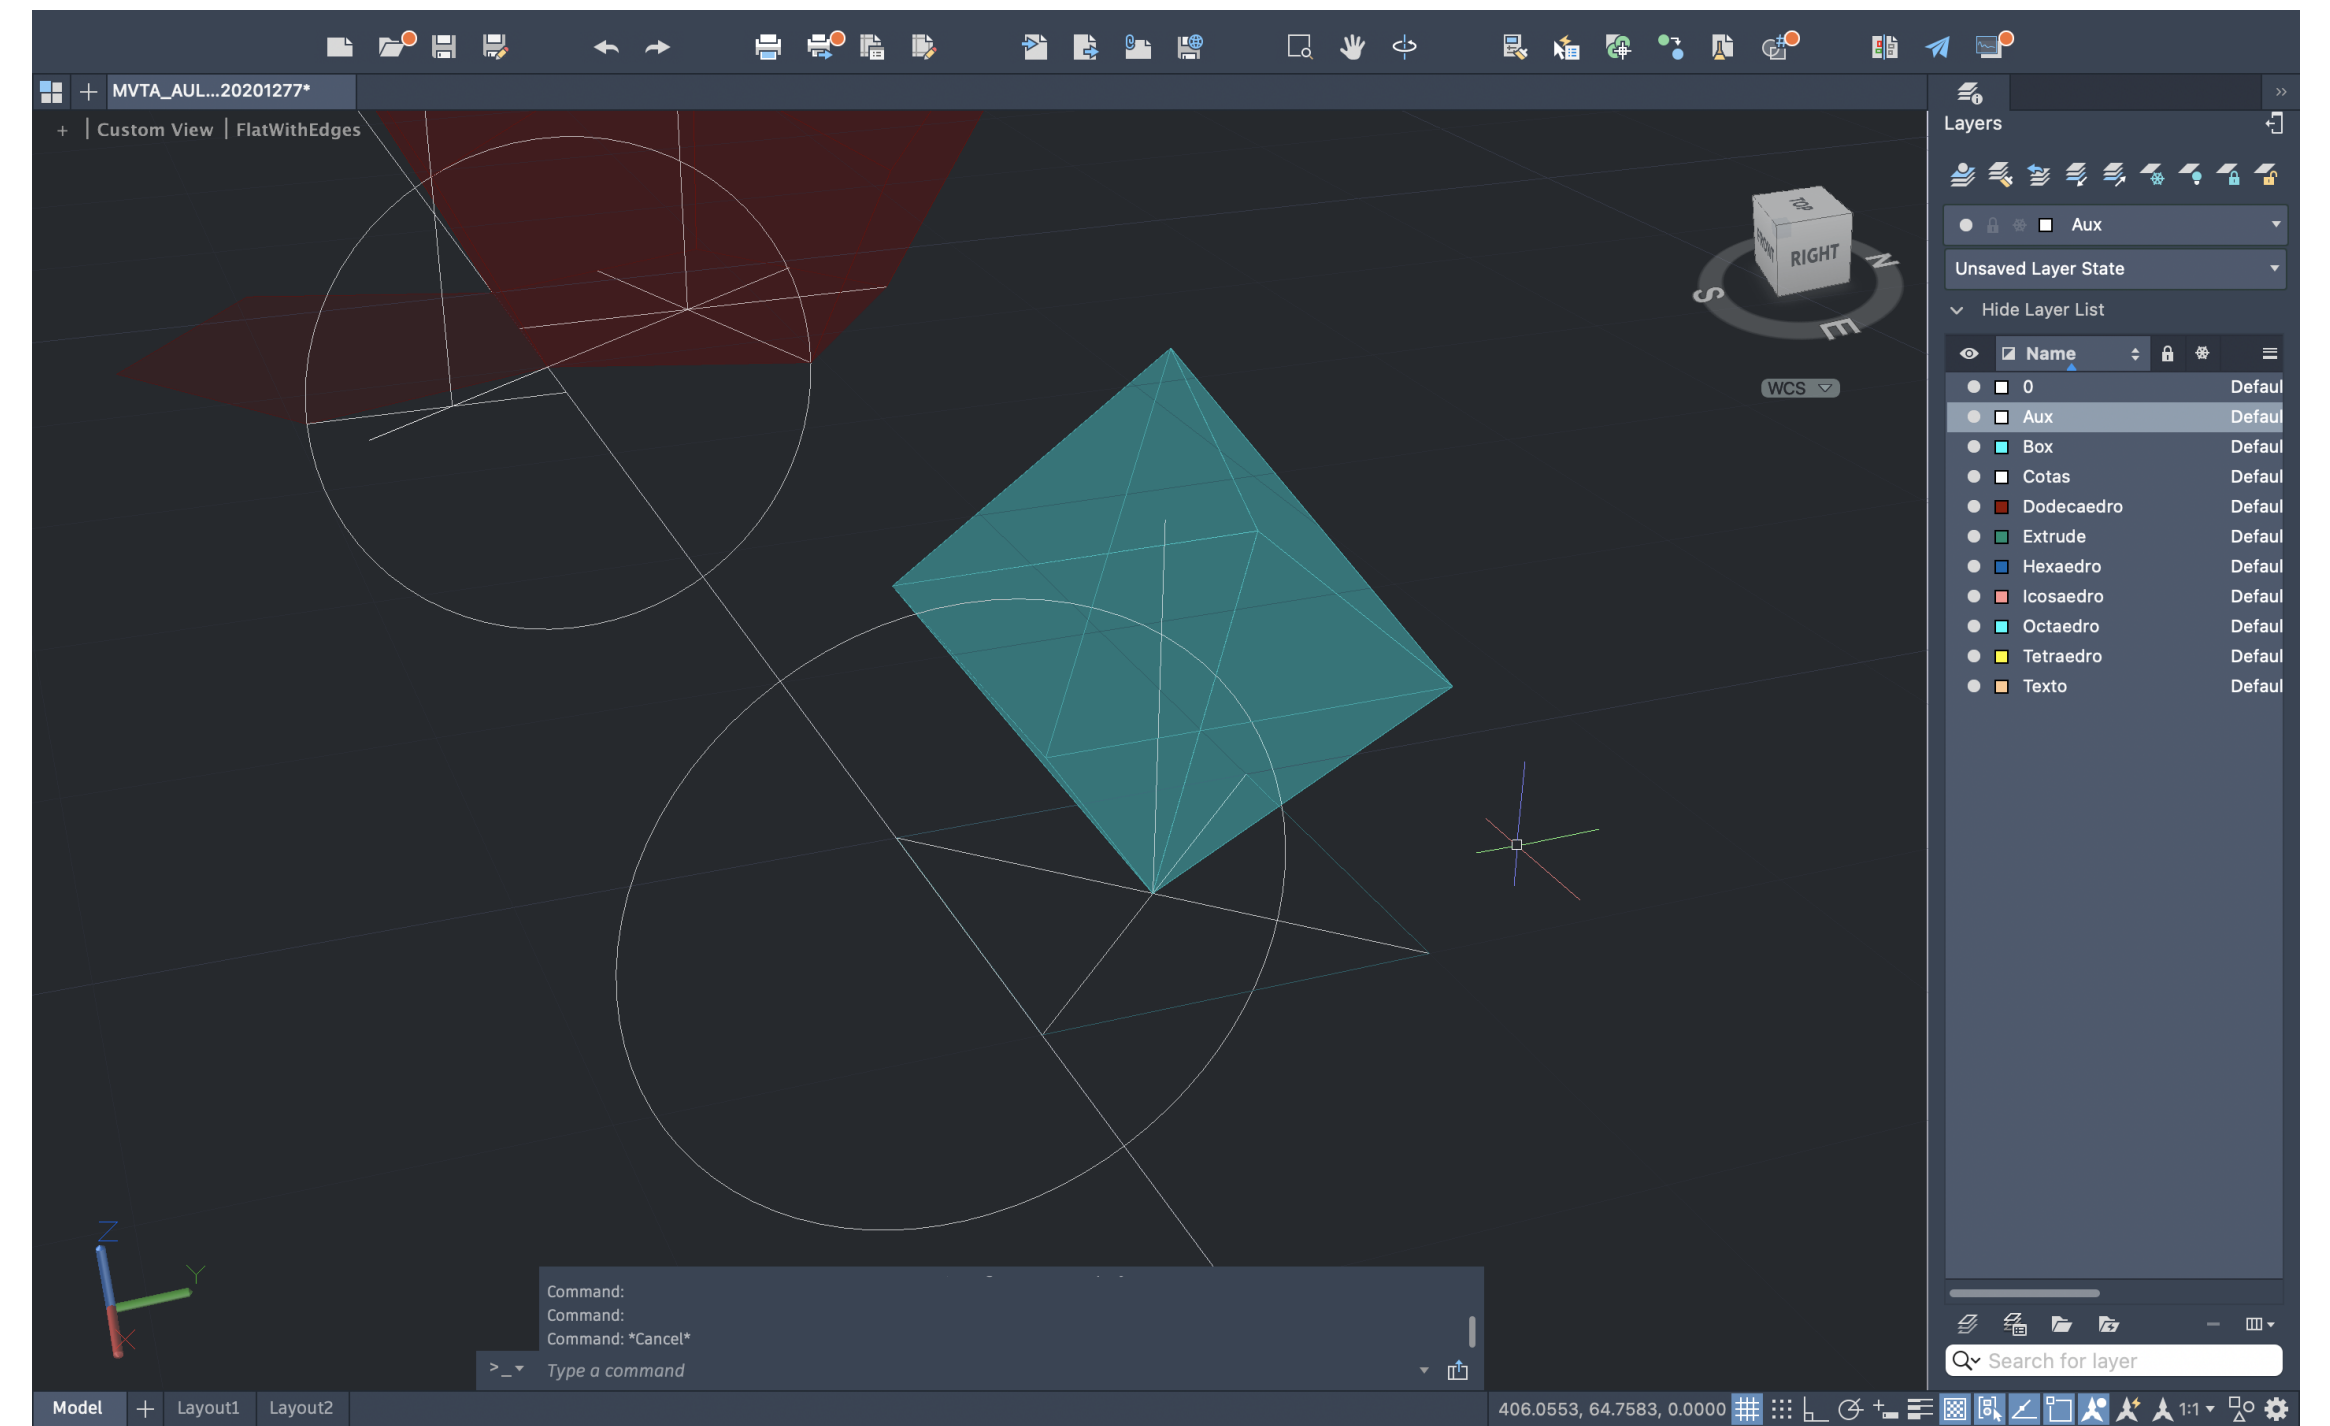 MVTA_AUL...20201277*
+ | Custom View | FlatWithEdges
TOP
FRONT
RIGHT
S
E
N
WCS
Z
Y
X
Layers
Aux
Unsaved Layer State
Hide Layer List
Name
0 Defaul
Aux Defaul
Box Defaul
Cotas Defaul
Dodecaedro Defaul
Extrude Defaul
Hexaedro Defaul
Icosaedro Defaul
Octaedro Defaul
Tetraedro Defaul
Texto Defaul
Search for layer
Command:
Command:
Command: *Cancel*
>_ Type a command
Model + Layout1 Layout2
406.0553, 64.7583, 0.0000
1:1